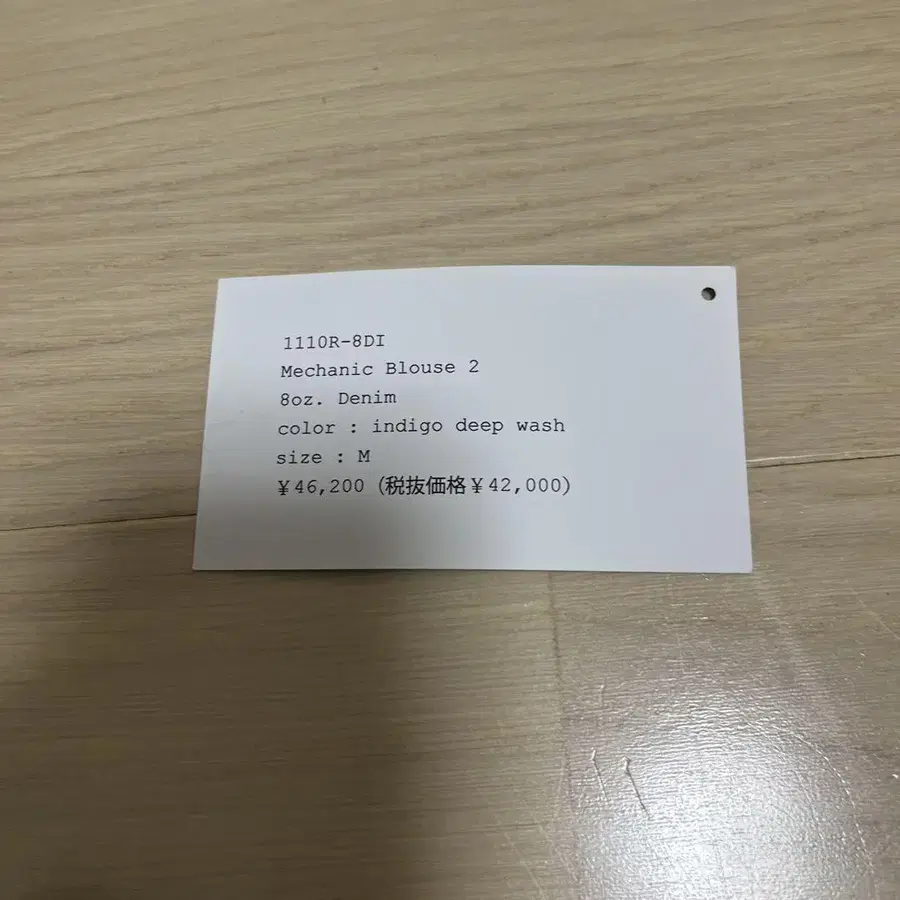 1110R-8DI
Mechanic Blouse 2
8oz. Denim
color : indigo deep wash
size : M
¥46,200 (税抜価格¥42,000)